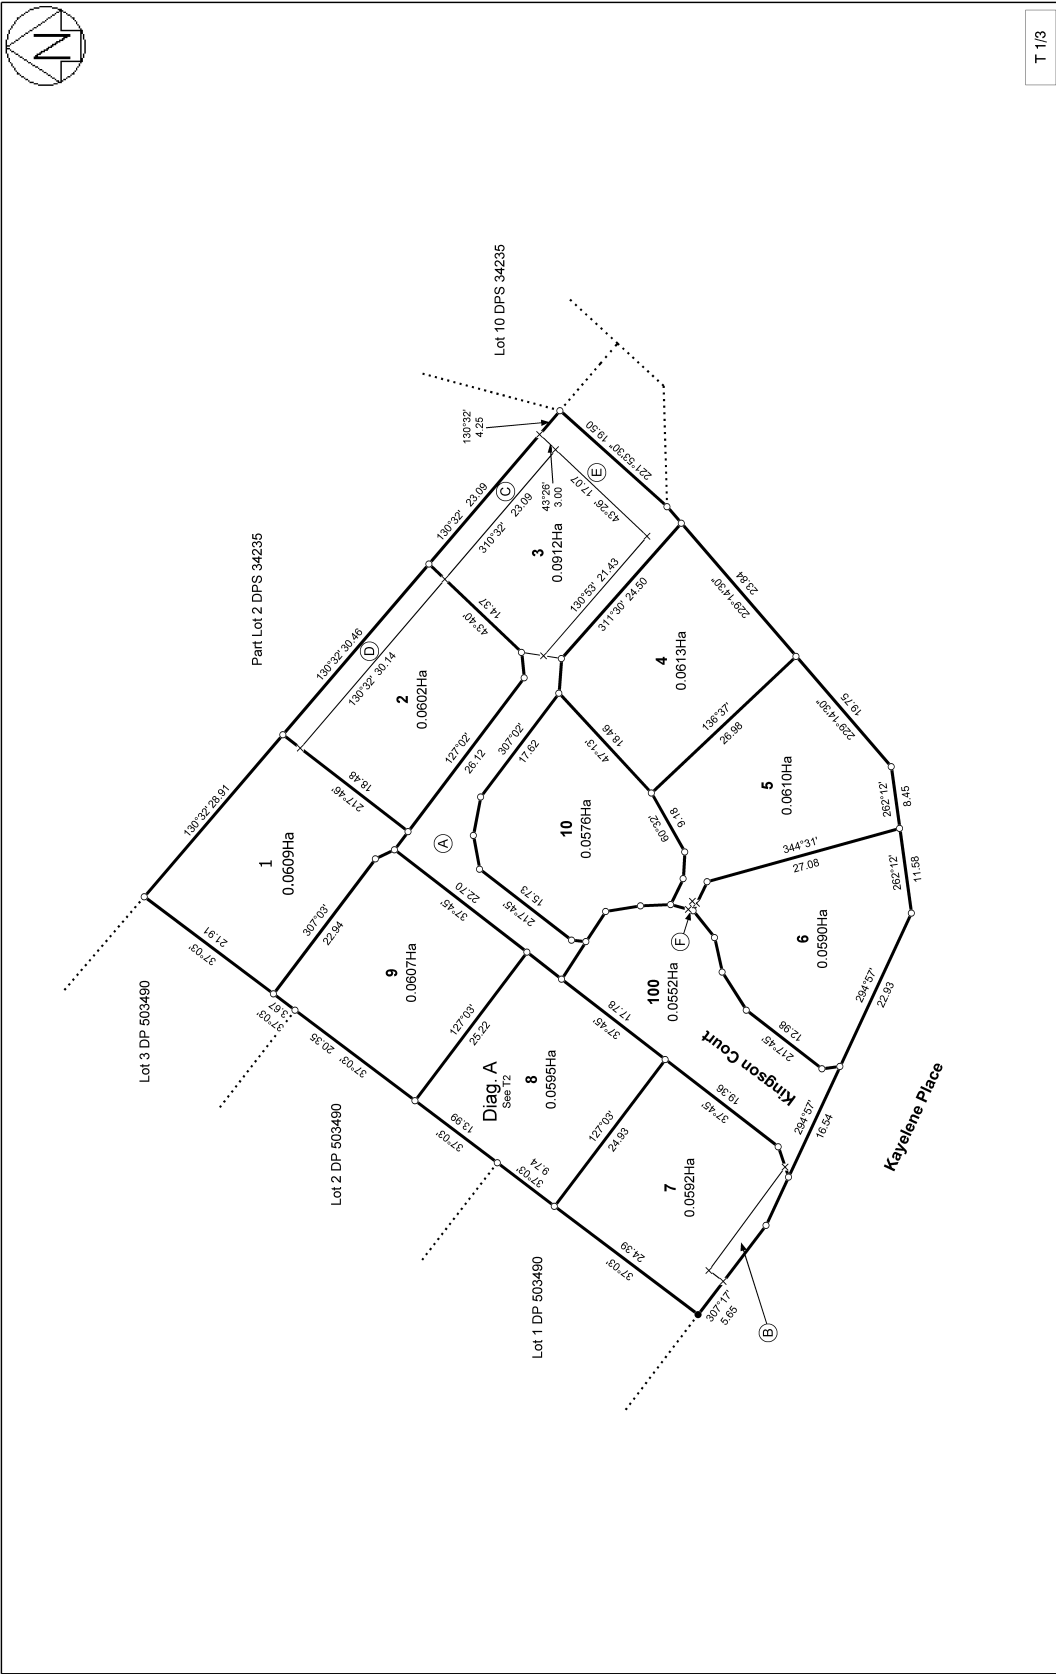 N
T 1/3
Lot 3 DP 503490
Lot 2 DP 503490
Lot 1 DP 503490
Part Lot 2 DPS 34235
Lot 10 DPS 34235
1
0.0609Ha
130°32' 28.91
37°03'
21.91
307°03'
22.94
217°46'
18.48
2
0.0602Ha
130°32' 30.46
D
130°32' 30.14
127°02'
26.12
43°40'
14.37
3
0.0912Ha
130°32' 23.09
C
310°32' 23.09
130°32'
4.25
43°26'
3.00
E
43°26' 17.07
221°53'30" 19.50
130°53' 21.43
311°30' 24.50
4
0.0613Ha
229°14'30"
23.84
136°37'
26.98
5
0.0610Ha
229°14'30"
19.75
262°12'
8.45
344°31'
27.08
60°32'
9.18
47°13'
18.46
307°02'
17.62
10
0.0576Ha
217°45'
15.73
A
37°45'
22.70
9
0.0607Ha
37°03'
3.67
37°03'
20.35
127°03'
25.22
Diag. A
See T2
8
0.0595Ha
37°03'
13.99
37°03'
9.74
127°03'
24.93
37°45'
17.78
100
0.0552Ha
F
6
0.0590Ha
262°12'
11.58
294°57'
22.93
217°45'
12.98
Kingson Court
37°45'
19.36
7
0.0592Ha
37°03'
24.39
307°17'
5.65
B
294°57'
16.54
Kayelene Place